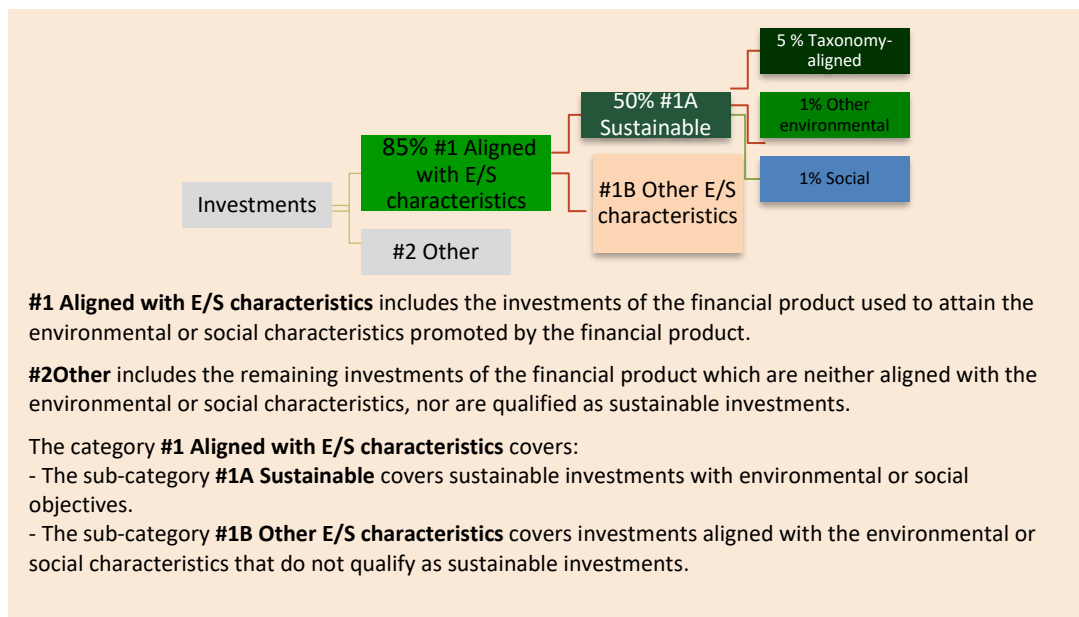 5 % Taxonomy-
aligned
50% #1A
Sustainable
1% Other
environmental
85% #1 Aligned
with E/S
characteristics
1% Social
#1B Other E/S
characteristics
Investments
#2 Other
#1 Aligned with E/S characteristics includes the investments of the financial product used to attain the
environmental or social characteristics promoted by the financial product.
#2Other includes the remaining investments of the financial product which are neither aligned with the
environmental or social characteristics, nor are qualified as sustainable investments.
The category #1 Aligned with E/S characteristics covers:
- The sub-category #1A Sustainable covers sustainable investments with environmental or social
objectives.
- The sub-category #1B Other E/S characteristics covers investments aligned with the environmental or
social characteristics that do not qualify as sustainable investments.